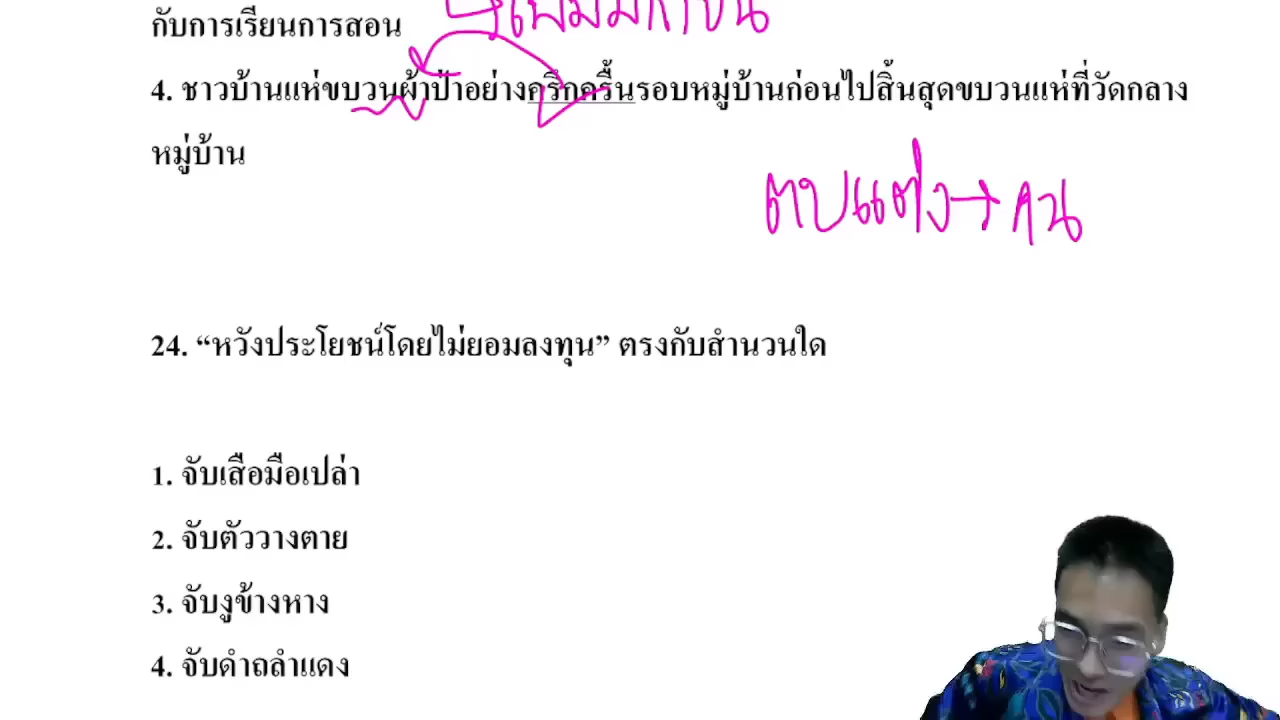 เพิ่มมากขึ้น
กับการเรียนการสอน
4. ชาวบ้านแห่ขบวนผ้าป่าอย่างครึกครื้นรอบหมู่บ้านก่อนไปสิ้นสุดขบวนแห่ที่วัดกลาง
หมู่บ้าน
ตบแต่ง → คน
24. “หวังประโยชน์โดยไม่ยอมลงทุน” ตรงกับสำนวนใด
1. จับเสือมือเปล่า
2. จับตัววางตาย
3. จับงูข้างหาง
4. จับดำถลำแดง